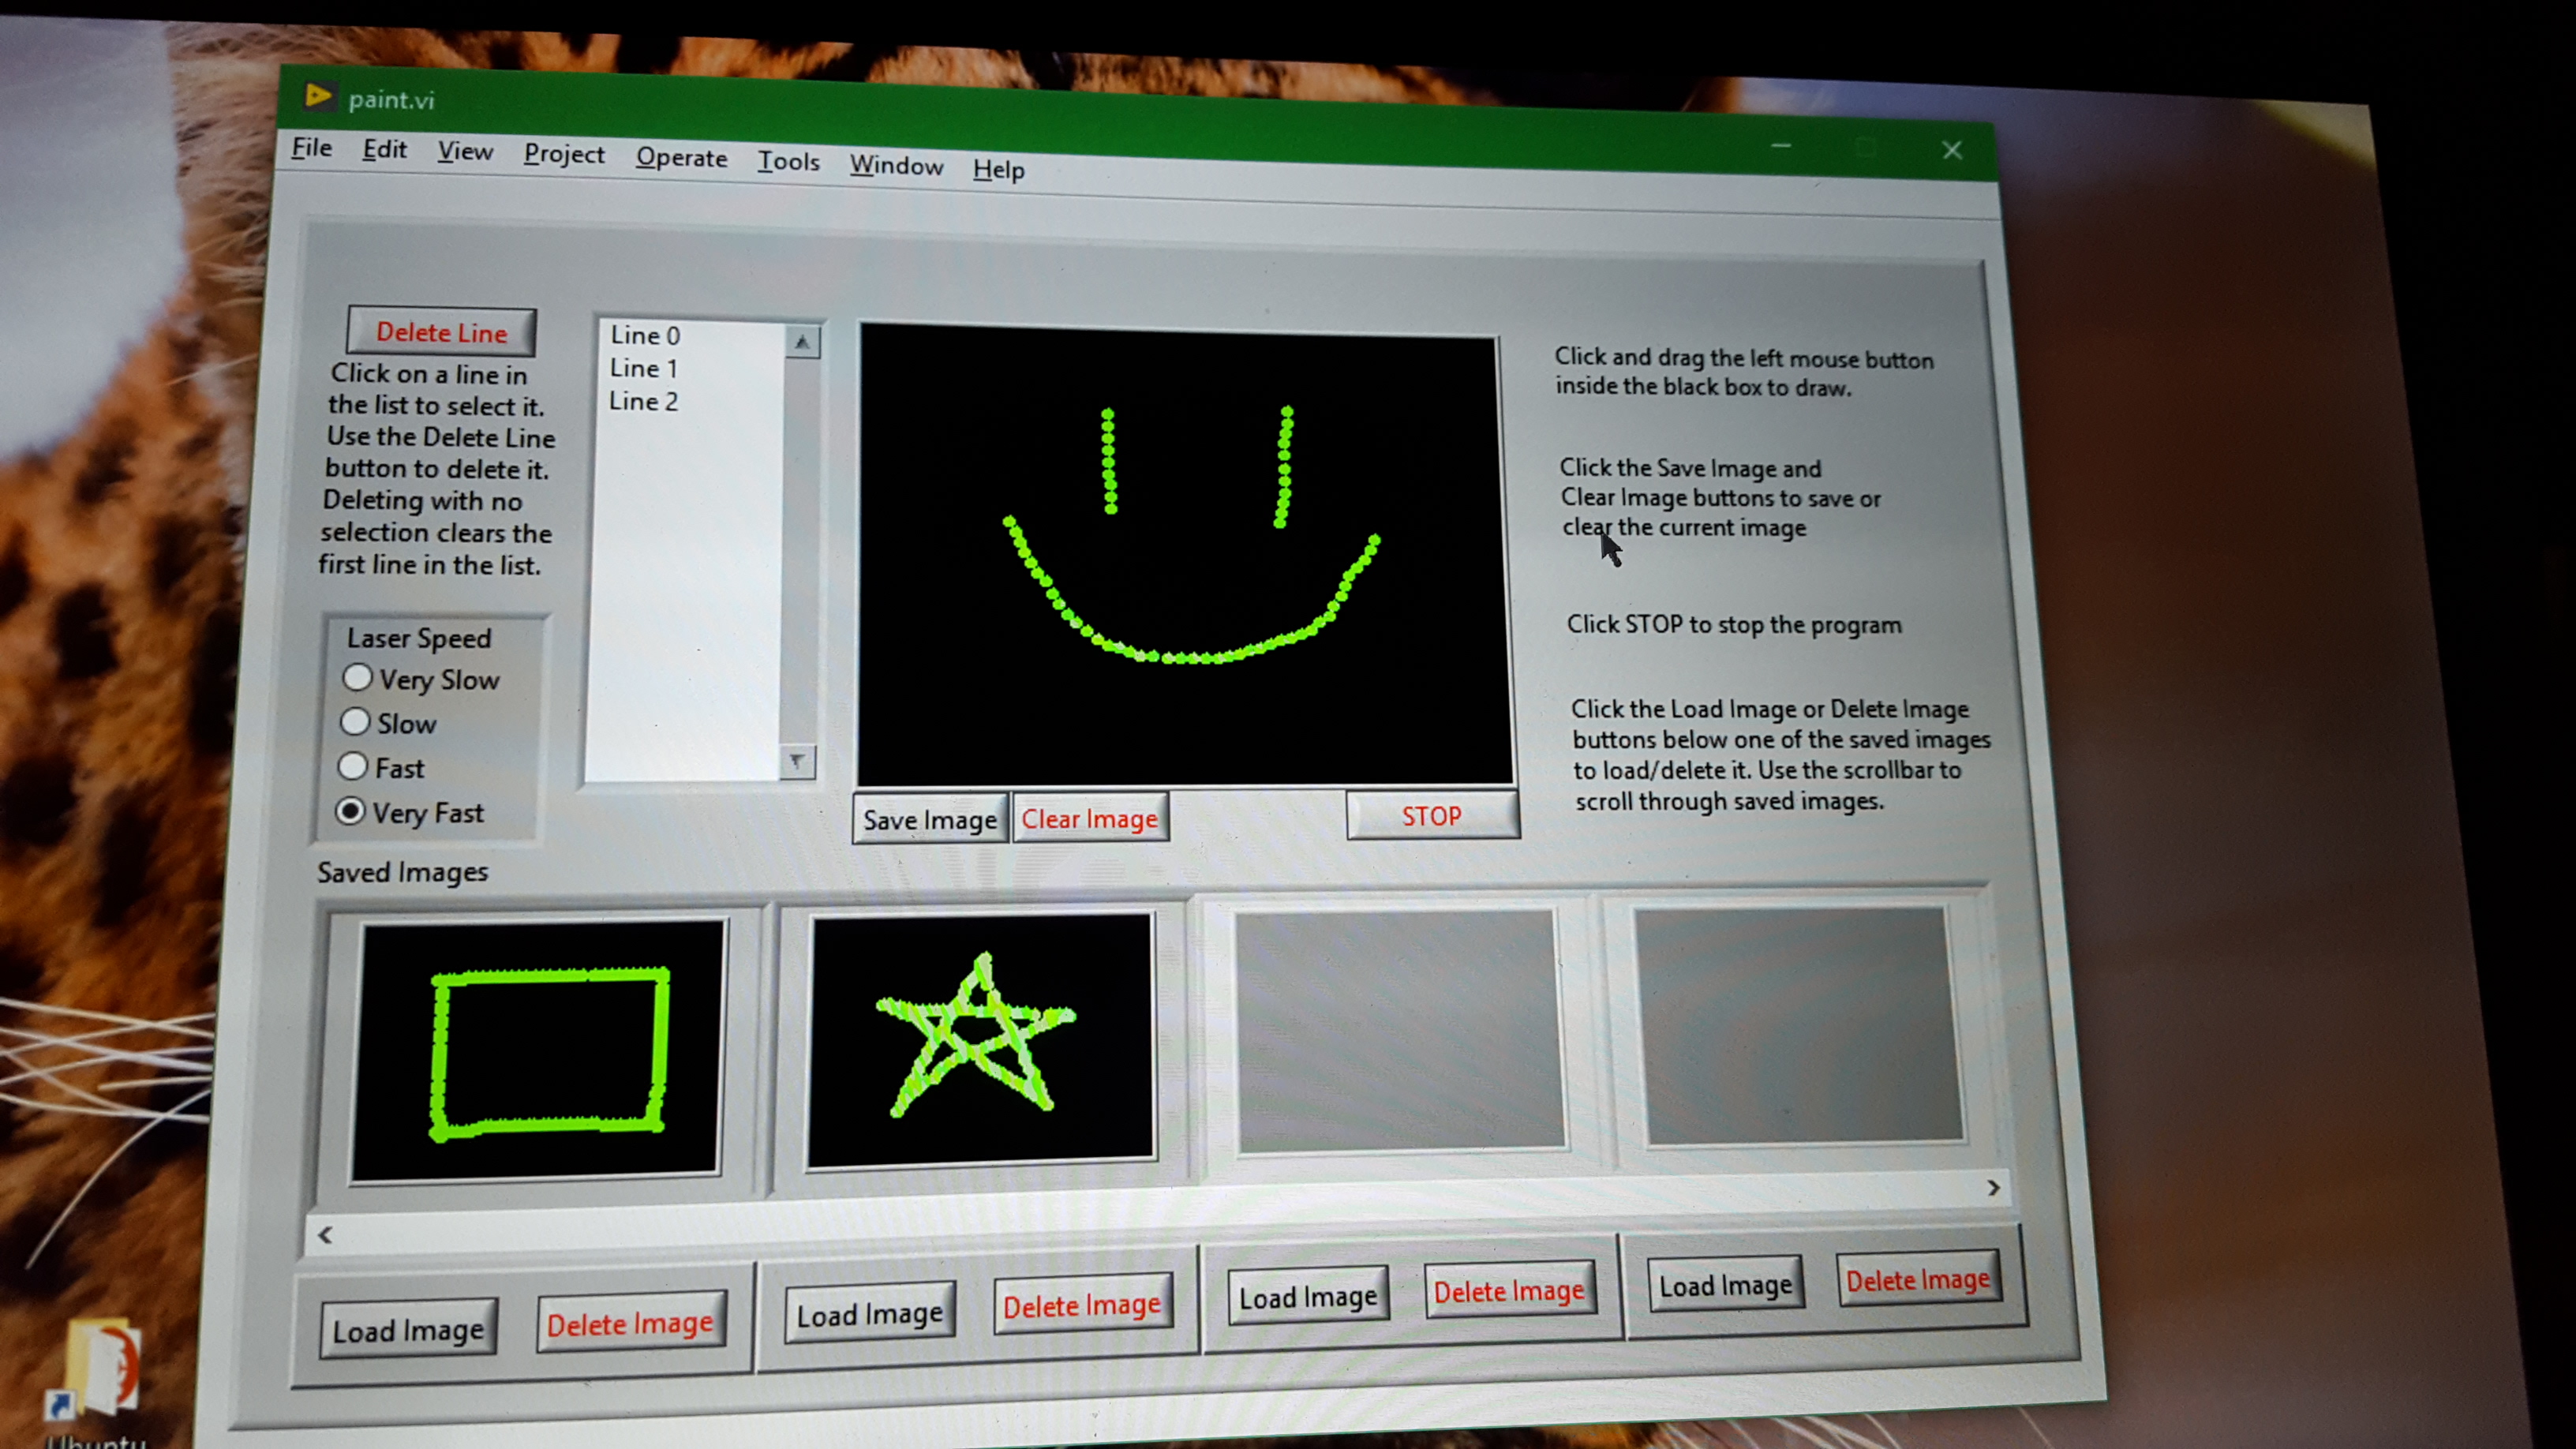 paint.vi
File Edit View Project Operate Tools Window Help
Delete Line
Click on a line in
the list to select it.
Use the Delete Line
button to delete it.
Deleting with no
selection clears the
first line in the list.
Laser Speed
Very Slow
Slow
Fast
Very Fast
Line 0
Line 1
Line 2
Save Image
Clear Image
STOP
Click and drag the left mouse button
inside the black box to draw.
Click the Save Image and
Clear Image buttons to save or
clear the current image
Click STOP to stop the program
Click the Load Image or Delete Image
buttons below one of the saved images
to load/delete it. Use the scrollbar to
scroll through saved images.
Saved Images
Load Image
Delete Image
Load Image
Delete Image
Load Image
Delete Image
Load Image
Delete Image
Ubuntu